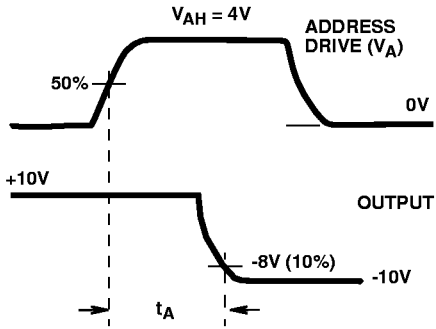 V_AH = 4V
ADDRESS
DRIVE (V_A)
50%
0V
+10V
OUTPUT
-8V (10%)
-10V
t_A